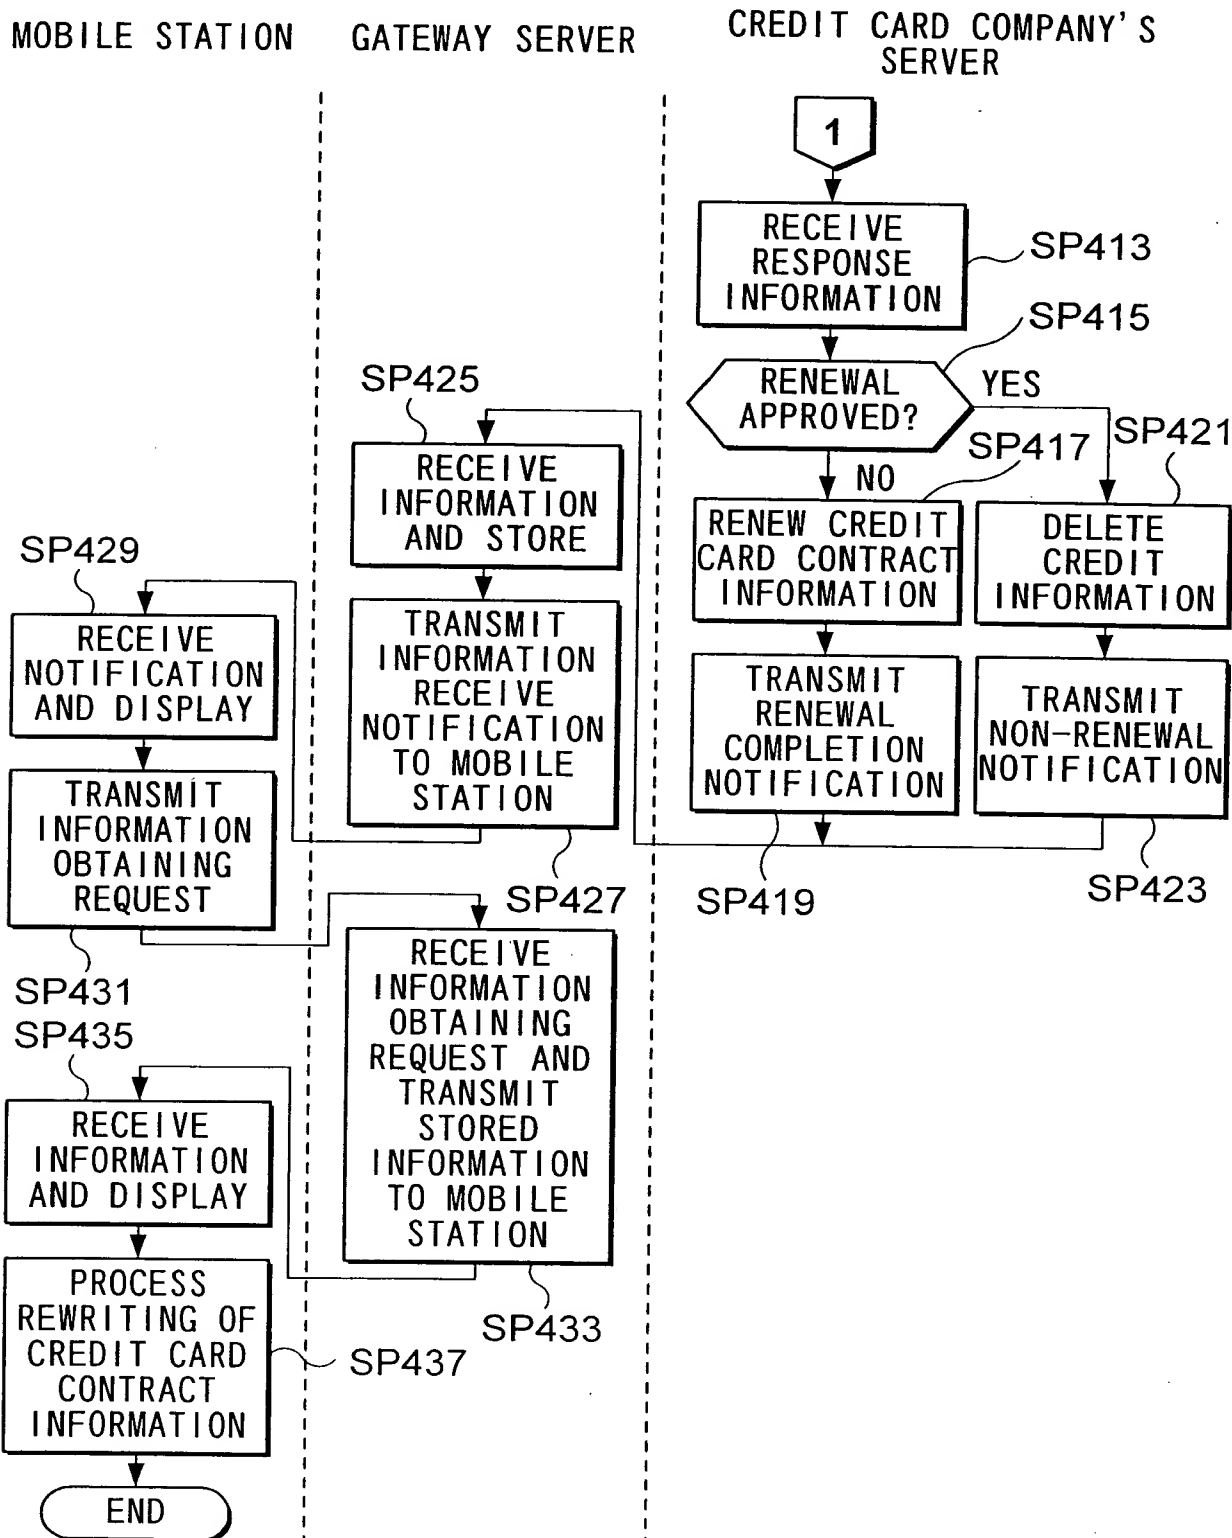 MOBILE STATION
GATEWAY SERVER
CREDIT CARD COMPANY'S
SERVER
1
RECEIVE
RESPONSE
INFORMATION
SP413
SP415
RENEWAL
APPROVED?
YES
NO
SP417
SP421
RENEW CREDIT
CARD CONTRACT
INFORMATION
DELETE
CREDIT
INFORMATION
TRANSMIT
RENEWAL
COMPLETION
NOTIFICATION
TRANSMIT
NON-RENEWAL
NOTIFICATION
SP419
SP423
SP425
RECEIVE
INFORMATION
AND STORE
TRANSMIT
INFORMATION
RECEIVE
NOTIFICATION
TO MOBILE
STATION
SP427
SP429
RECEIVE
NOTIFICATION
AND DISPLAY
TRANSMIT
INFORMATION
OBTAINING
REQUEST
SP431
RECEIVE
INFORMATION
OBTAINING
REQUEST AND
TRANSMIT
STORED
INFORMATION
TO MOBILE
STATION
SP433
SP435
RECEIVE
INFORMATION
AND DISPLAY
PROCESS
REWRITING OF
CREDIT CARD
CONTRACT
INFORMATION
SP437
END